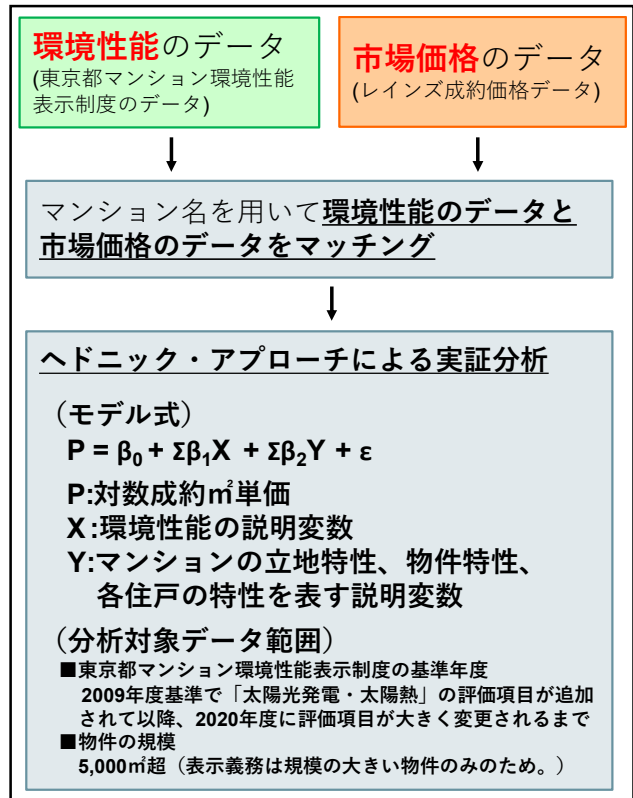 環境性能のデータ
(東京都マンション環境性能
表示制度のデータ)
市場価格のデータ
(レインズ成約価格データ)
マンション名を用いて環境性能のデータと
市場価格のデータをマッチング
ヘドニック・アプローチによる実証分析
（モデル式）
P = β₀ + Σβ₁X + Σβ₂Y + ε
P:対数成約㎡単価
X:環境性能の説明変数
Y:マンションの立地特性、物件特性、
各住戸の特性を表す説明変数
（分析対象データ範囲）
■東京都マンション環境性能表示制度の基準年度
2009年度基準で「太陽光発電・太陽熱」の評価項目が追加
されて以降、2020年度に評価項目が大きく変更されるまで
■物件の規模
5,000㎡超（表示義務は規模の大きい物件のみのため。）